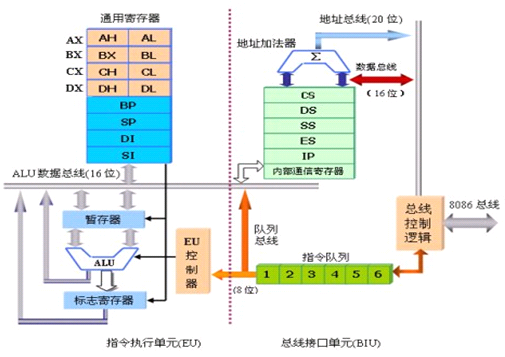 通用寄存器
AX AH AL
BX BX BL
CX CH CL
DX DH DL
BP
SP
DI
SI
ALU 数据总线(16 位)
暂存器
ALU
标志寄存器
EU 控制器
指令执行单元(EU)
地址总线(20 位)
地址加法器
Σ
数据总线
(16 位)
CS
DS
SS
ES
IP
内部通信寄存器
队列
总线
(8 位)
指令队列
1 2 3 4 5 6
总线
控制
逻辑
8086 总线
总线接口单元(BIU)